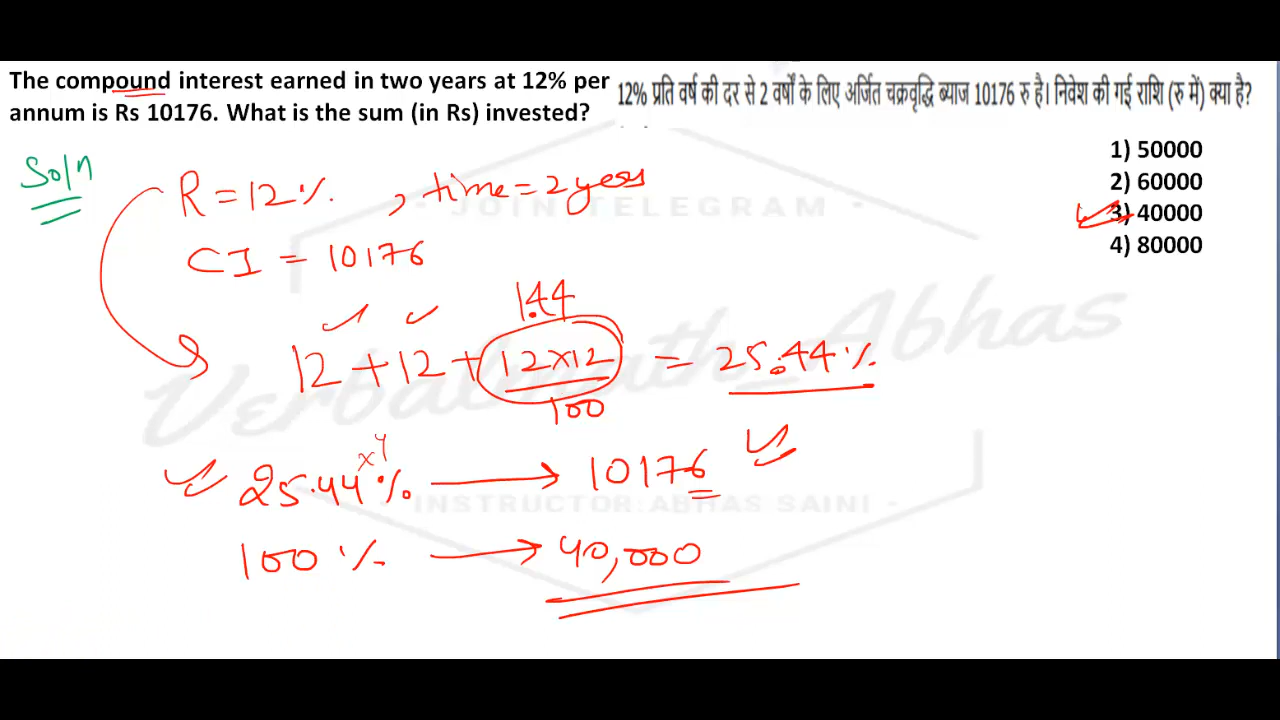 The compound interest earned in two years at 12% per
annum is Rs 10176. What is the sum (in Rs) invested?
12% प्रति वर्ष की दर से 2 वर्षों के लिए अर्जित चक्रवृद्धि ब्याज 10176 रु है। निवेश की गई राशि (रु में) क्या है?
1) 50000
2) 60000
3) 40000
4) 80000
Soln
R = 12%. , time = 2 years
CI = 10176
1.44
12 + 12 + 12×12 = 25.44%
100
×4
25.44% → 10176
100% → 40,000
- JOIN TELEGRAM -
Verbalmath Abhas
- INSTRUCTOR: ABHAS SAINI -